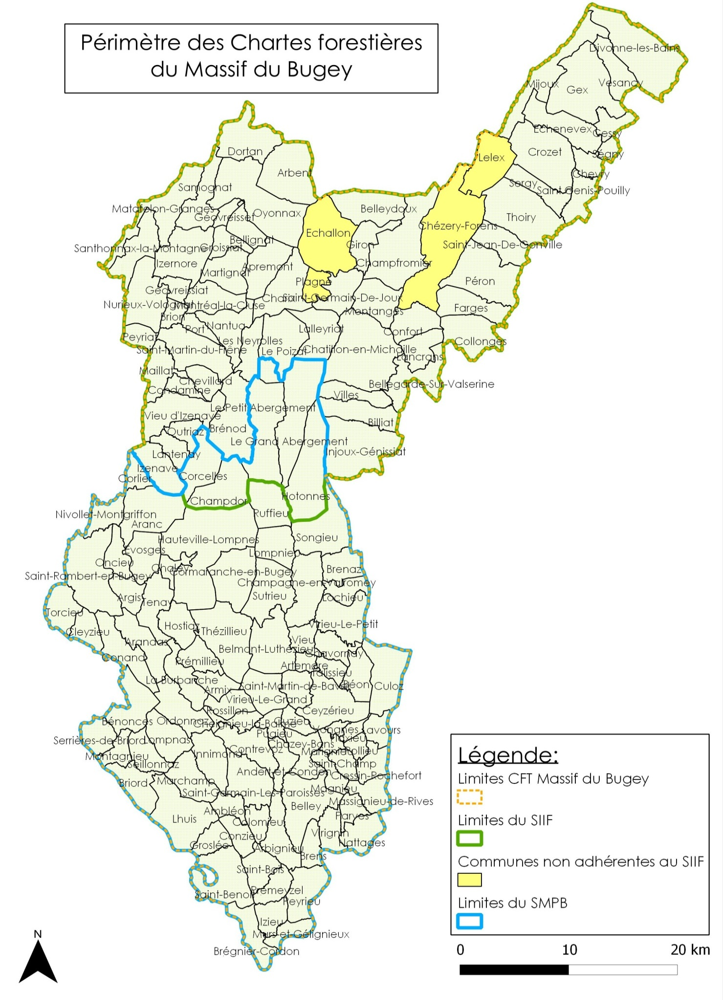 Périmètre des Chartes forestières
du Massif du Bugey
Divonne-les-Bains
Mijoux
Gex
Vesancy
Echenevex
Cessy
Dortan
Crozet
Ségny
Lelex
Arbent
Chevry
Samognat
Sergy
Saint-Genis-Pouilly
Matafelon-Granges
Géovreisset
Oyonnax
Belleydoux
Thoiry
Echallon
Chézery-Forens
Bellignat
Giron
Saint-Jean-De-Gonville
Santhonnax-la-Montagne
Groissiat
Izernore
Martignat
Apremont
Champfromier
Plagne
Péron
Géovreissiat
Charix
Saint-Germain-De-Joux
Nurieux-Volognat
Montréal-la-Cluse
Montanges
Farges
Brion
Port
Nantua
Lalleyriat
Confort
Peyriat
Les Neyrolles
Collonges
Saint-Martin-du-Frêne
Le Poizat
Chatillon-en-Michaille
Lancrans
Maillat
Chevillard
Bellegarde-Sur-Valserine
Condamine
Villes
Le Petit Abergement
Vieu d'Izenave
Billiat
Outriaz
Brénod
Le Grand Abergement
Injoux-Génissiat
Lantenay
Izenave
Corlier
Corcelles
Champdor
Hotonnes
Nivollet-Montgriffon
Ruffieu
Aranc
Hauteville-Lompnes
Songieu
Evosges
Lompnieu
Oncieu
Chaley
Cormaranche-en-Bugey
Brenaz
Saint-Rambert-en-Bugey
Champagne-en-Valromey
Argis
Tenay
Sutrieu
Lochieu
Torcieu
Cleyzieu
Hostiaz
Thézillieu
Virieu-Le-Petit
Arandas
Vieu
Belmont-Luthézieu
Chavornay
Conand
Prémillieu
Artemare
Talissieu
La Burbanche
Armix
Saint-Martin-de-Bavel
Béon
Culoz
Virieu-Le-Grand
Rossillon
Ceyzérieu
Bénonces
Ordonnaz
Cheignieu-la-Balme
Cuzieu
Pugieu
Vongnes
Lavours
Serrières-de-Briord
Lompnas
Flaxieu
Chazey-Bons
Montagnieu
Innimond
Contrevoz
Marignieu
Pollieu
Seillonnaz
Saint-Champ
Andert-et-Condon
Cressin-Rochefort
Briord
Marchamp
Saint-Germain-Les-Paroisses
Magnieu
Belley
Massignieu-de-Rives
Lhuis
Ambléon
Colomieu
Parves
Conzieu
Virignin
Nattages
Groslée
Arbignieu
Brens
Saint-Bois
Saint-Benoit
Prémeyzel
Peyrieu
Izieu
Murs-et-Gélignieux
Brégnier-Cordon
Légende:
Limites CFT Massif du Bugey
Limites du SIIF
Communes non adhérentes au SIIF
Limites du SMPB
N
0 10 20 km